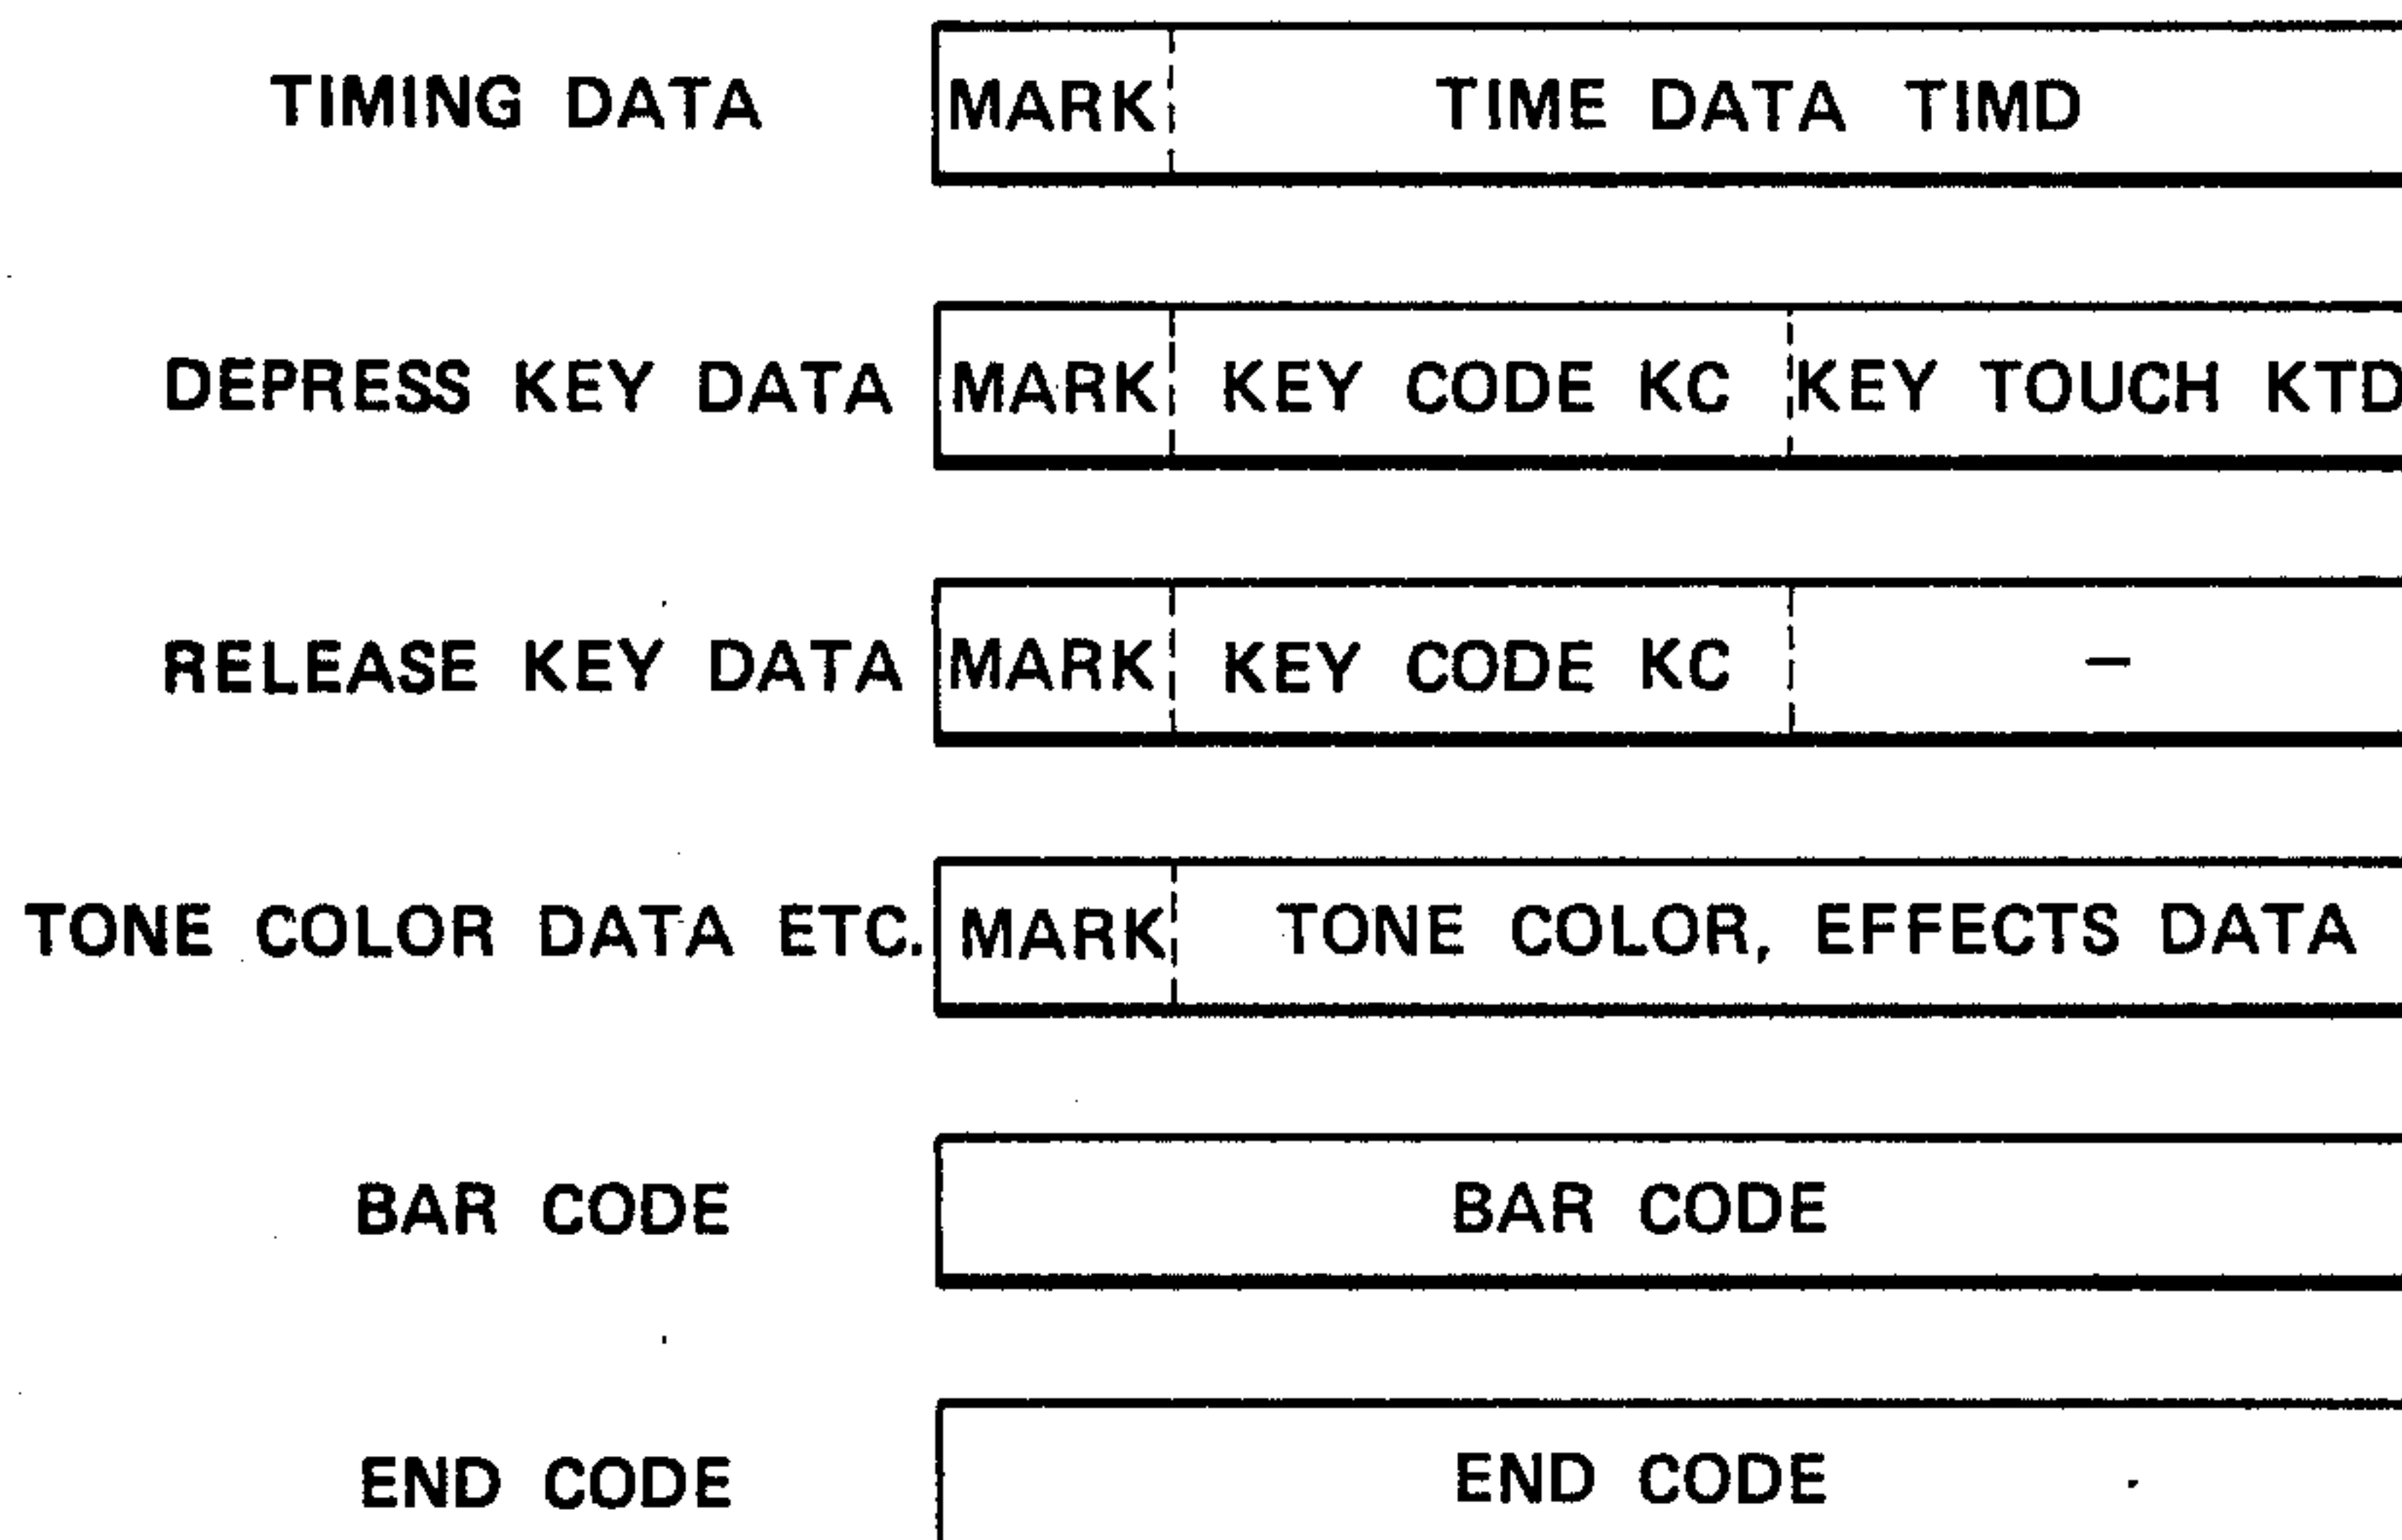 TIMING DATA MARK TIME DATA TIMD
DEPRESS KEY DATA MARK KEY CODE KC KEY TOUCH KTD
RELEASE KEY DATA MARK KEY CODE KC —
TONE COLOR DATA ETC. MARK TONE COLOR, EFFECTS DATA
BAR CODE BAR CODE
END CODE END CODE